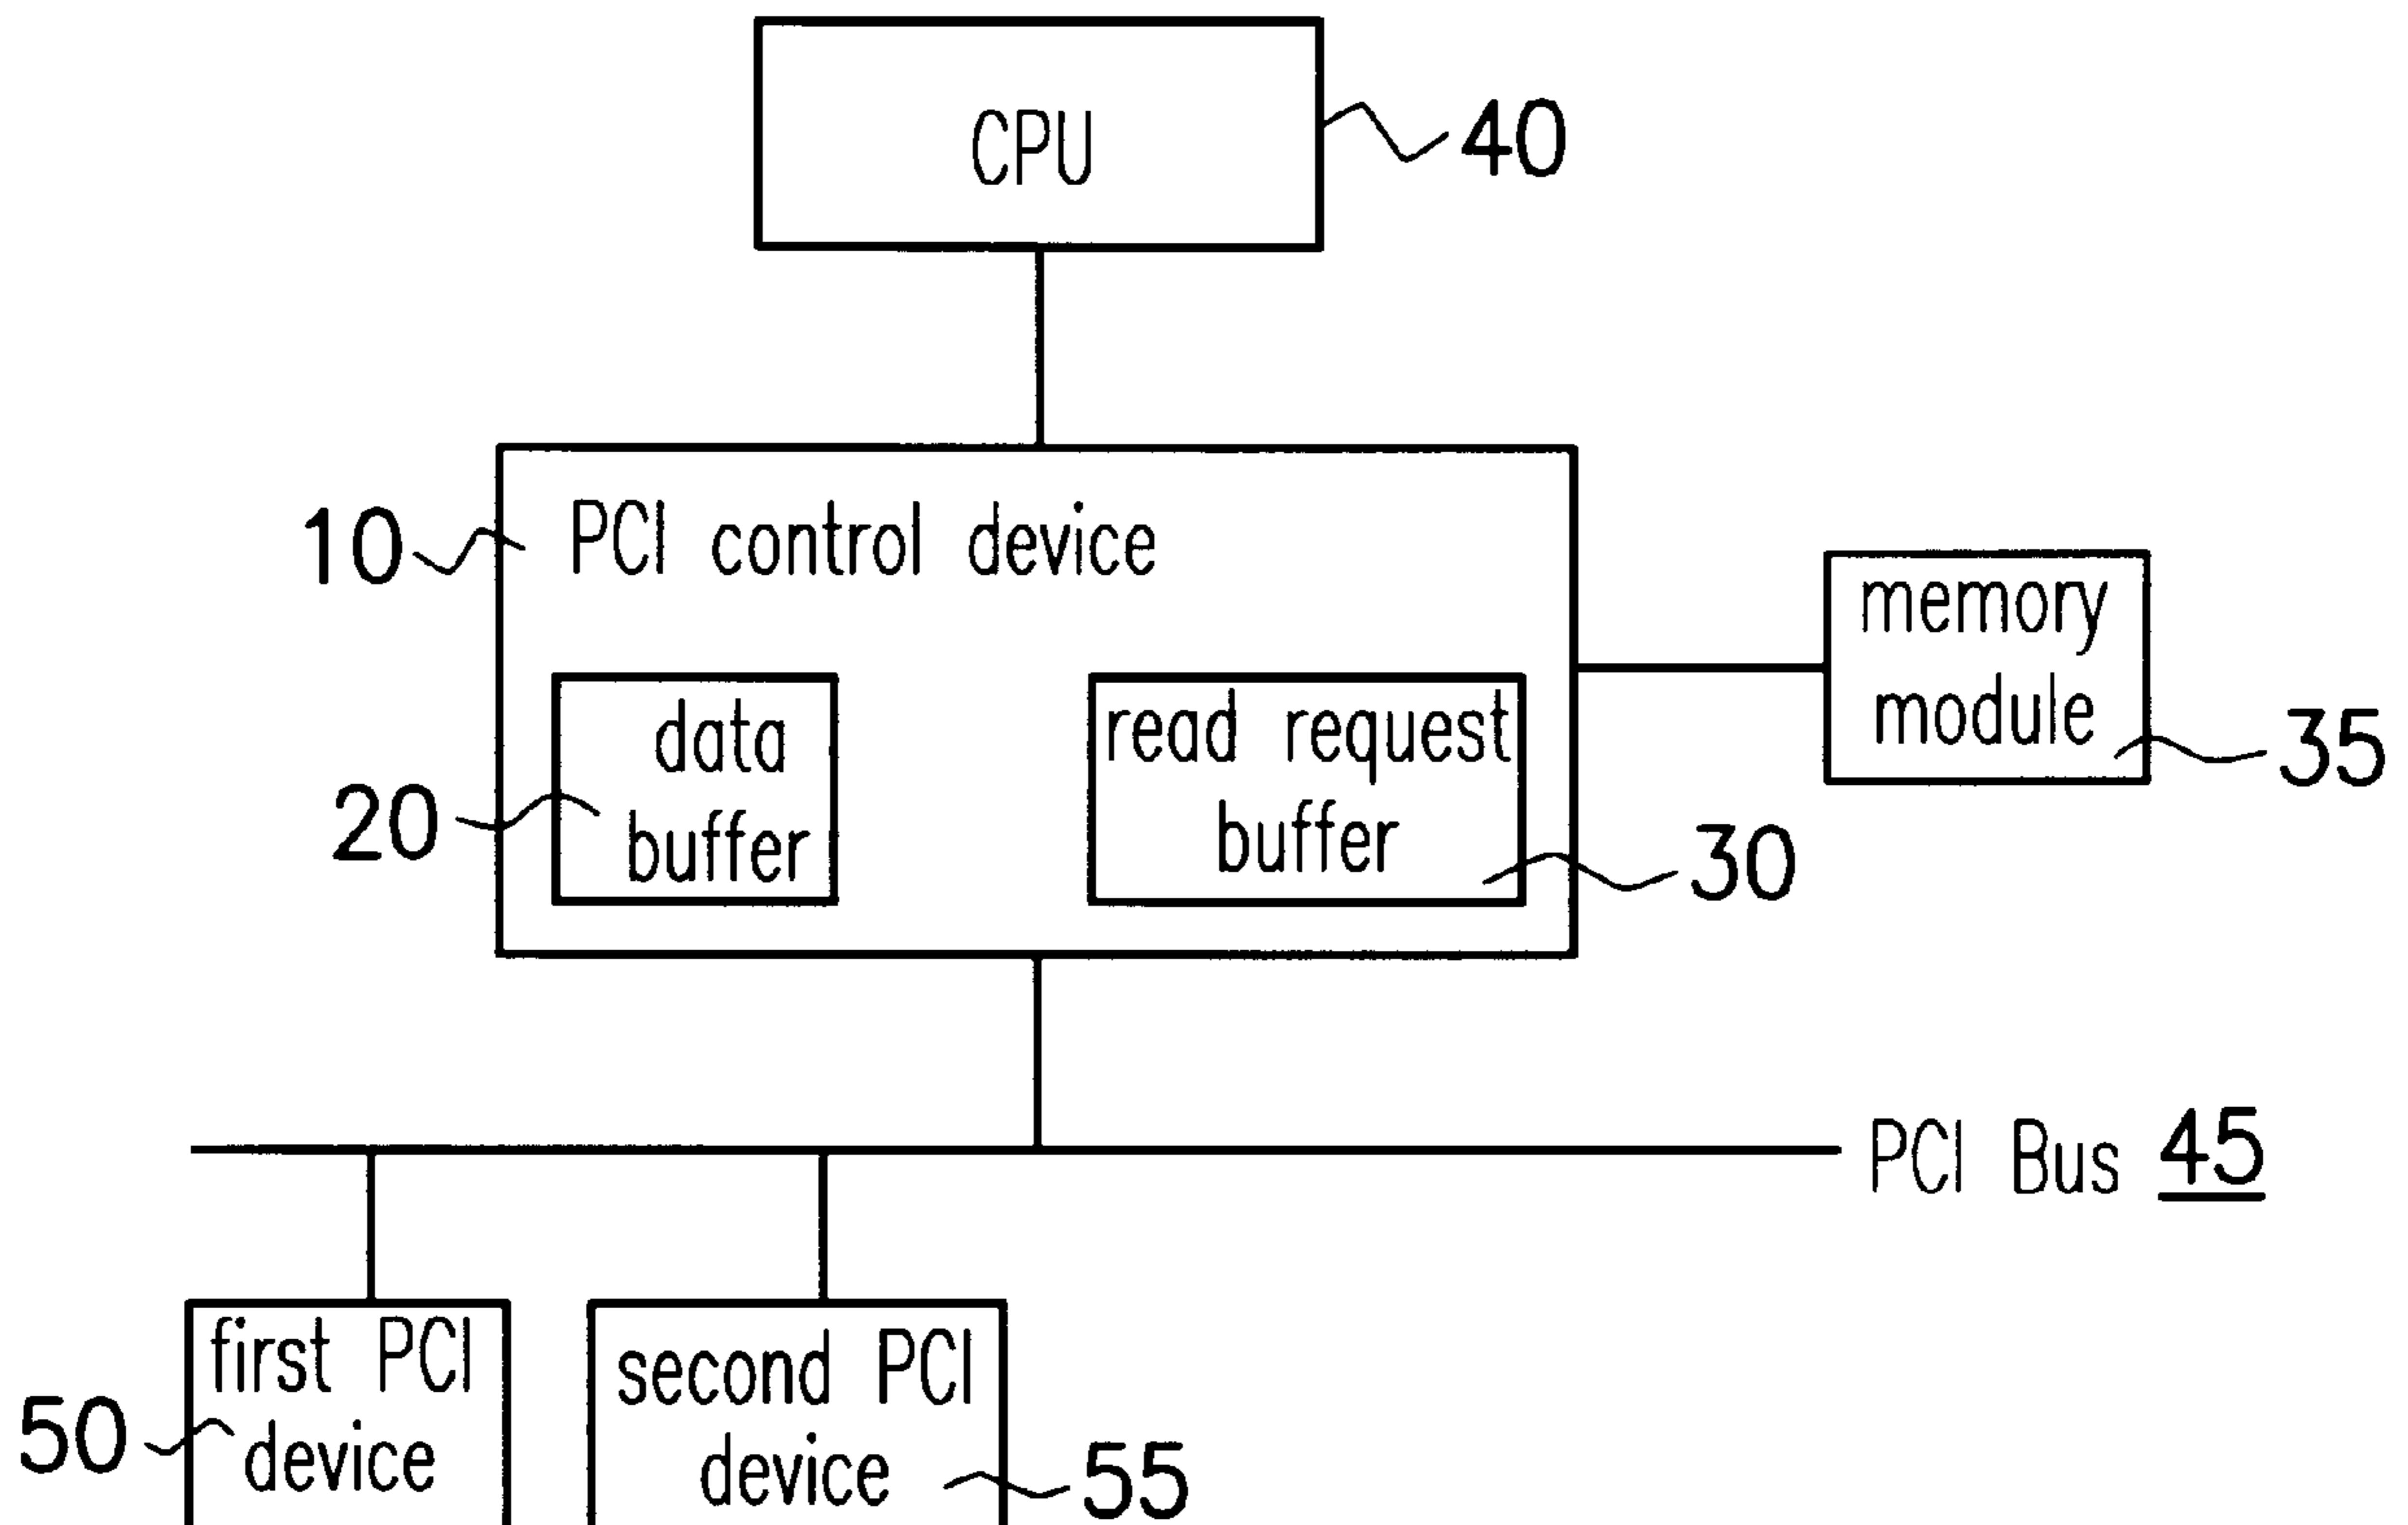 CPU
40
10
PCI control device
memory
module
35
data
buffer
20
read request
buffer
30
PCI Bus 45
first PCI
device
50
second PCI
device
55